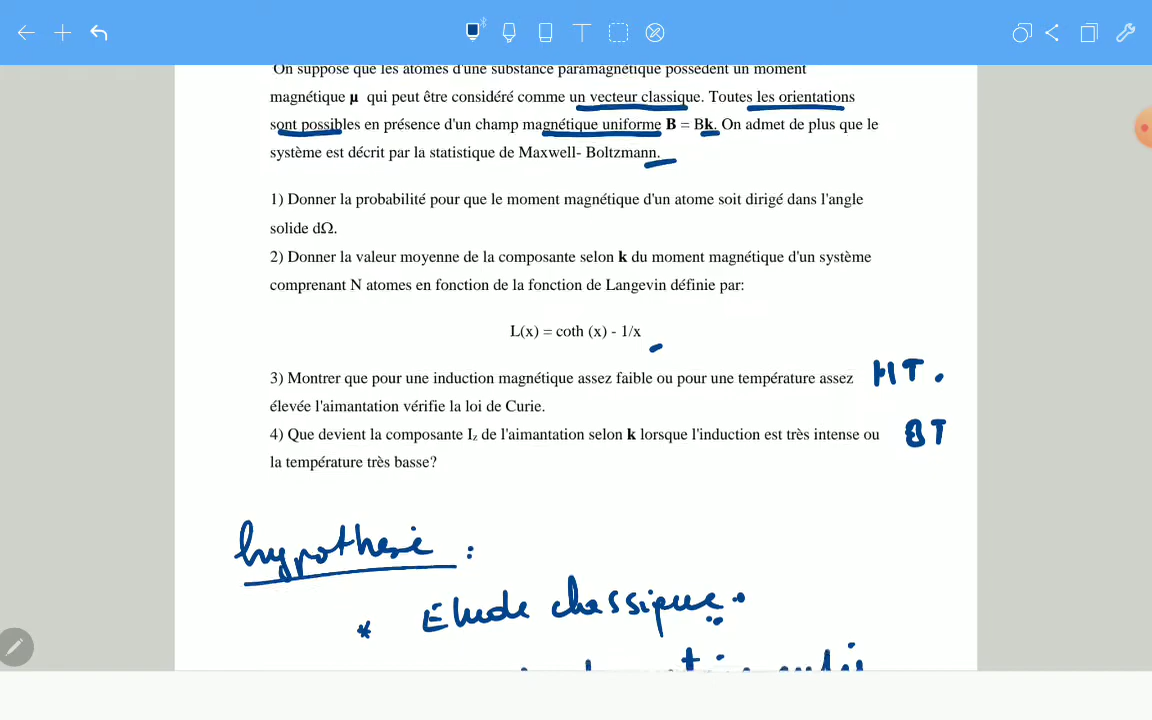 On suppose que les atomes d'une substance paramagnétique possèdent un moment
magnétique µ qui peut être considéré comme un vecteur classique. Toutes les orientations
sont possibles en présence d'un champ magnétique uniforme B = Bk. On admet de plus que le
système est décrit par la statistique de Maxwell- Boltzmann.
1) Donner la probabilité pour que le moment magnétique d'un atome soit dirigé dans l'angle
solide dΩ.
2) Donner la valeur moyenne de la composante selon k du moment magnétique d'un système
comprenant N atomes en fonction de la fonction de Langevin définie par:
L(x) = coth (x) - 1/x
3) Montrer que pour une induction magnétique assez faible ou pour une température assez HT.
élevée l'aimantation vérifie la loi de Curie.
4) Que devient la composante Iz de l'aimantation selon k lorsque l'induction est très intense ou BT
la température très basse?
hypothèse :
* Etude classique